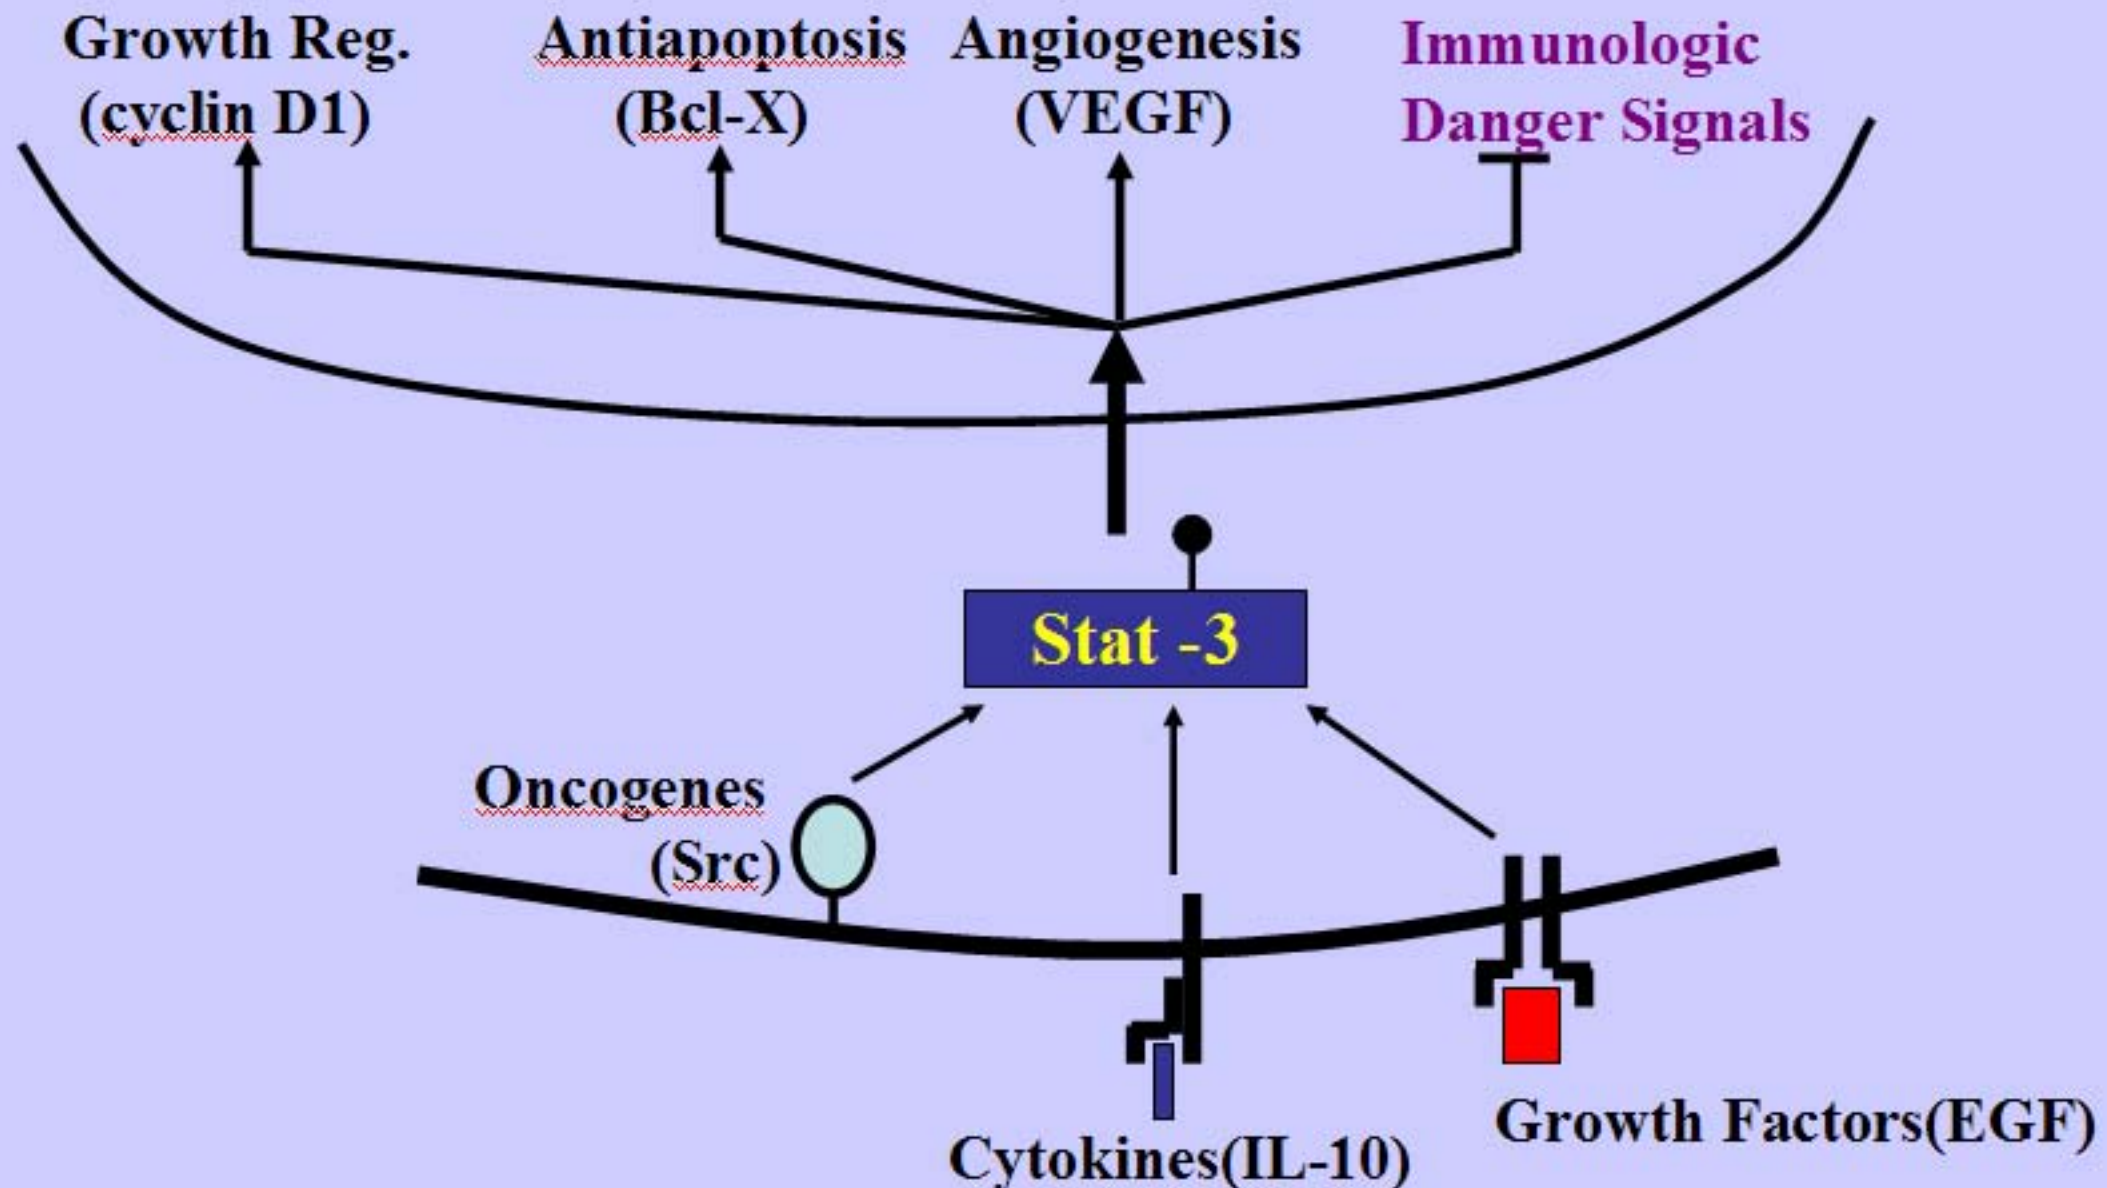 Growth Reg.
(cyclin D1)
Antiapoptosis
(Bcl-X)
Angiogenesis
(VEGF)
Immunologic
Danger Signals
Stat -3
Oncogenes
(Src)
Cytokines(IL-10)
Growth Factors(EGF)